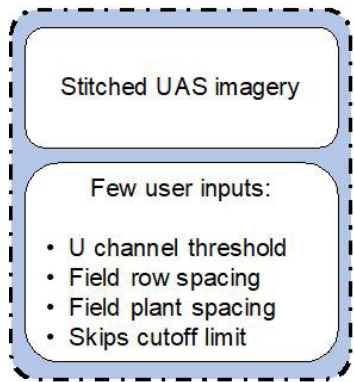 Stitched UAS imagery
Few user inputs:
• U channel threshold
• Field row spacing
• Field plant spacing
• Skips cutoff limit